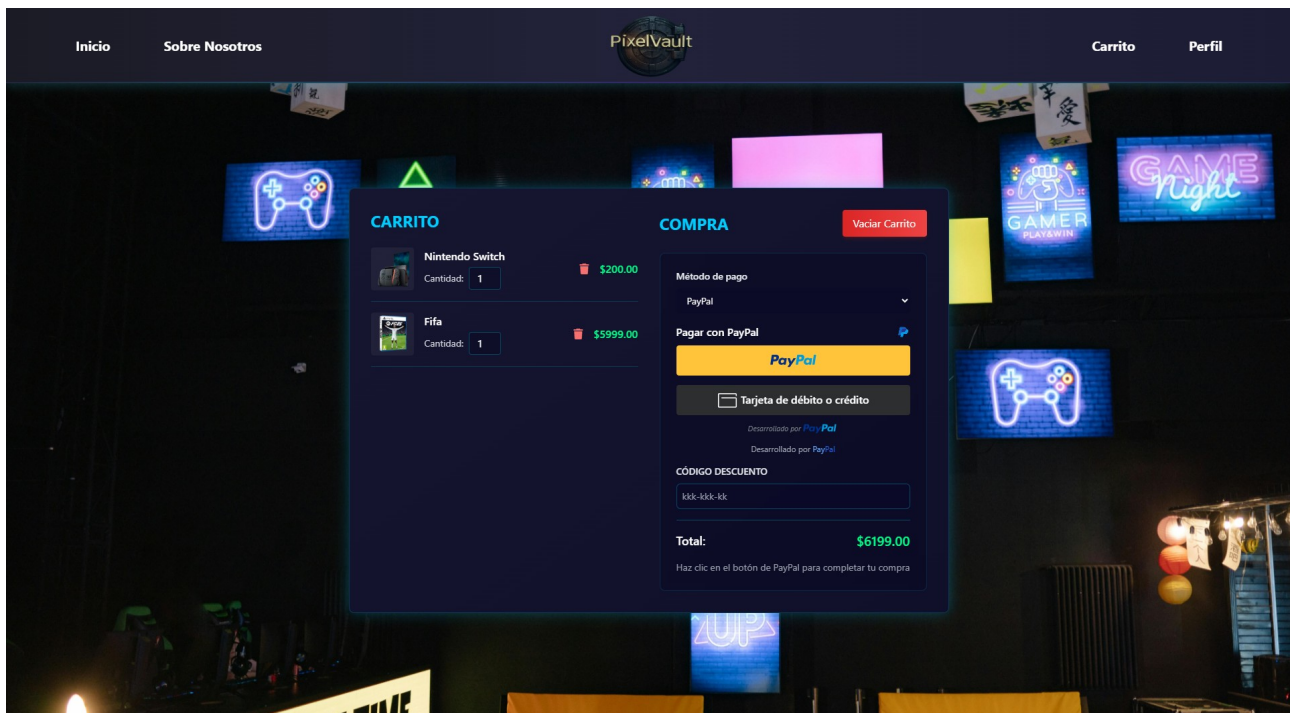 Inicio
Sobre Nosotros
PixelVault
Carrito
Perfil
GAME
Night
GAMER
PLAY&WIN
CARRITO
Nintendo Switch
Cantidad: 1
$200.00
Fifa
Cantidad: 1
$5999.00
COMPRA
Vaciar Carrito
Método de pago
PayPal
Pagar con PayPal
PayPal
Tarjeta de débito o crédito
Desarrollado por PayPal
Desarrollado por PayPal
CÓDIGO DESCUENTO
kkk-kkk-kk
Total: $6199.00
Haz clic en el botón de PayPal para completar tu compra
UP
TIME